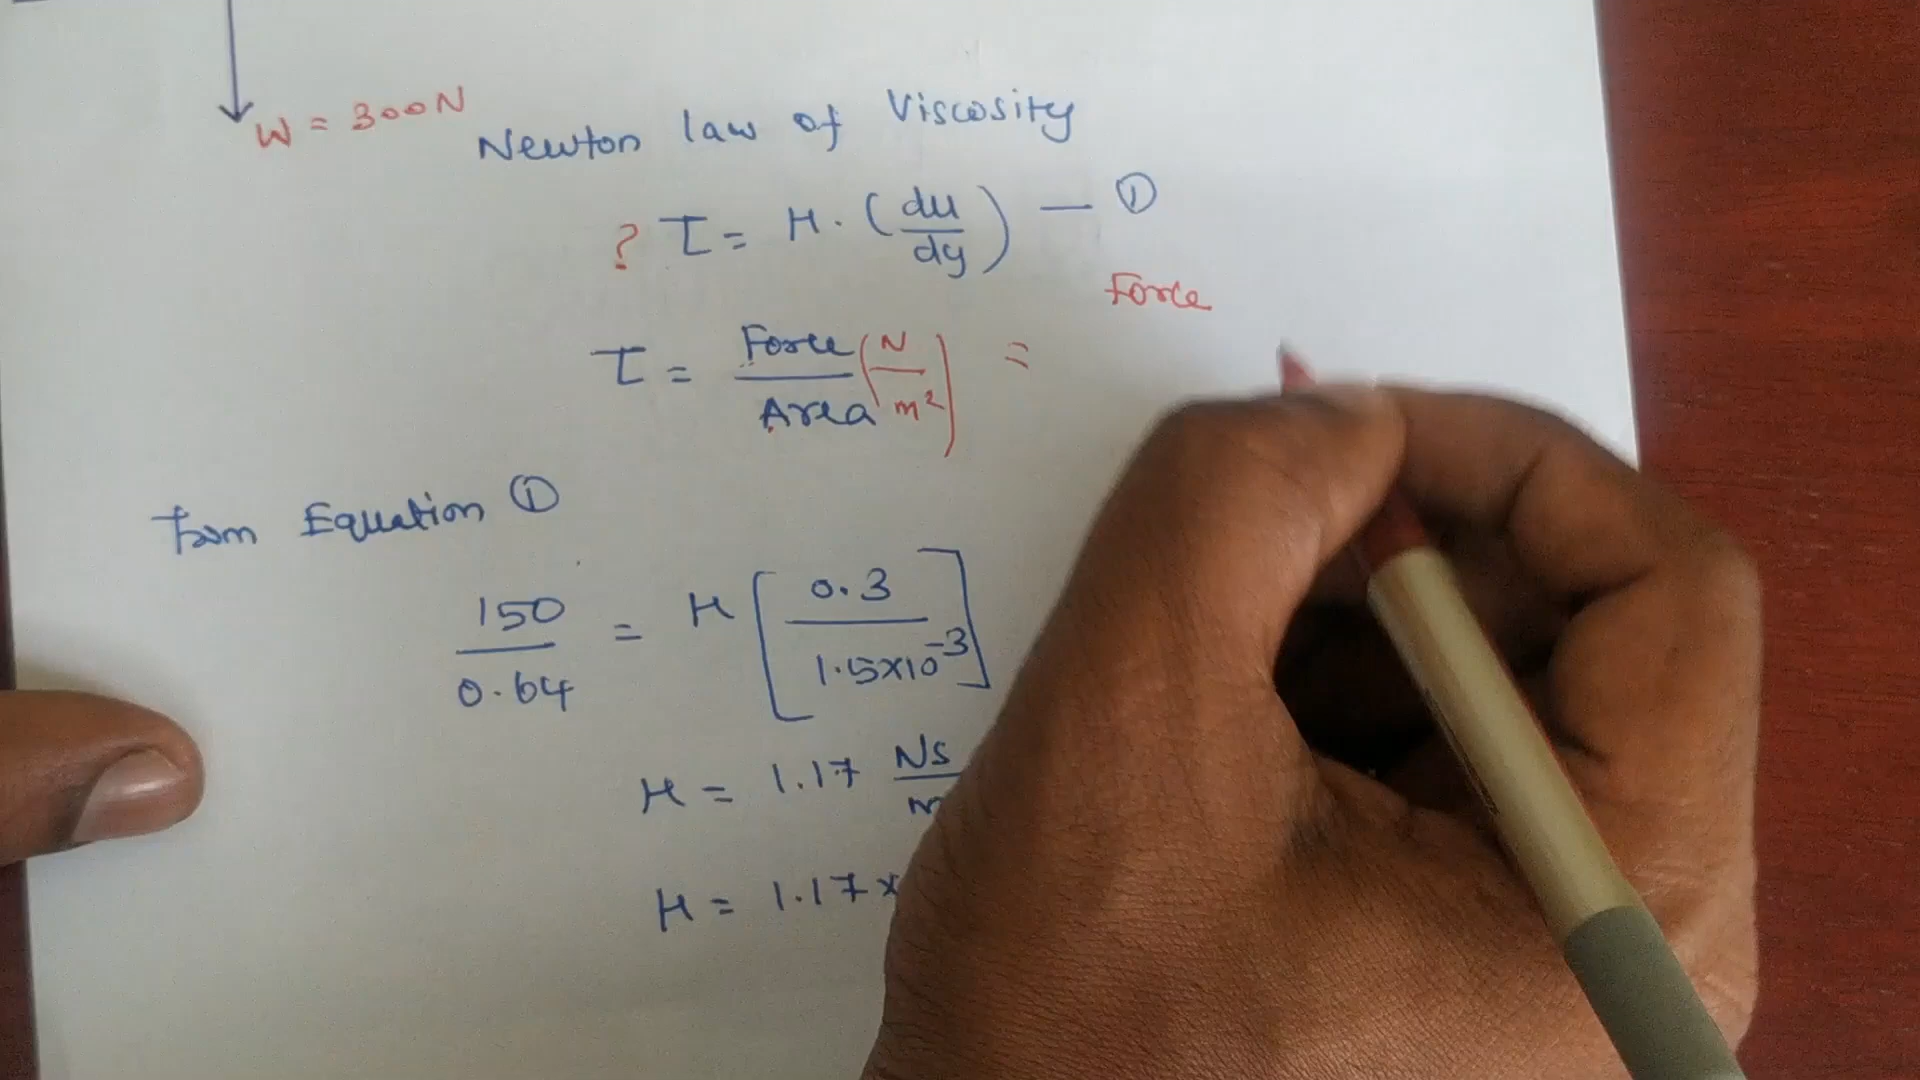 W = 300N
Newton law of Viscosity
? τ = μ . (du/dy) — ①
Force
τ = Force/Area (N/m²) =
from Equation ①
150/0.64 = μ [0.3/1.5×10⁻³]
μ = 1.17 Ns/m
μ = 1.17×